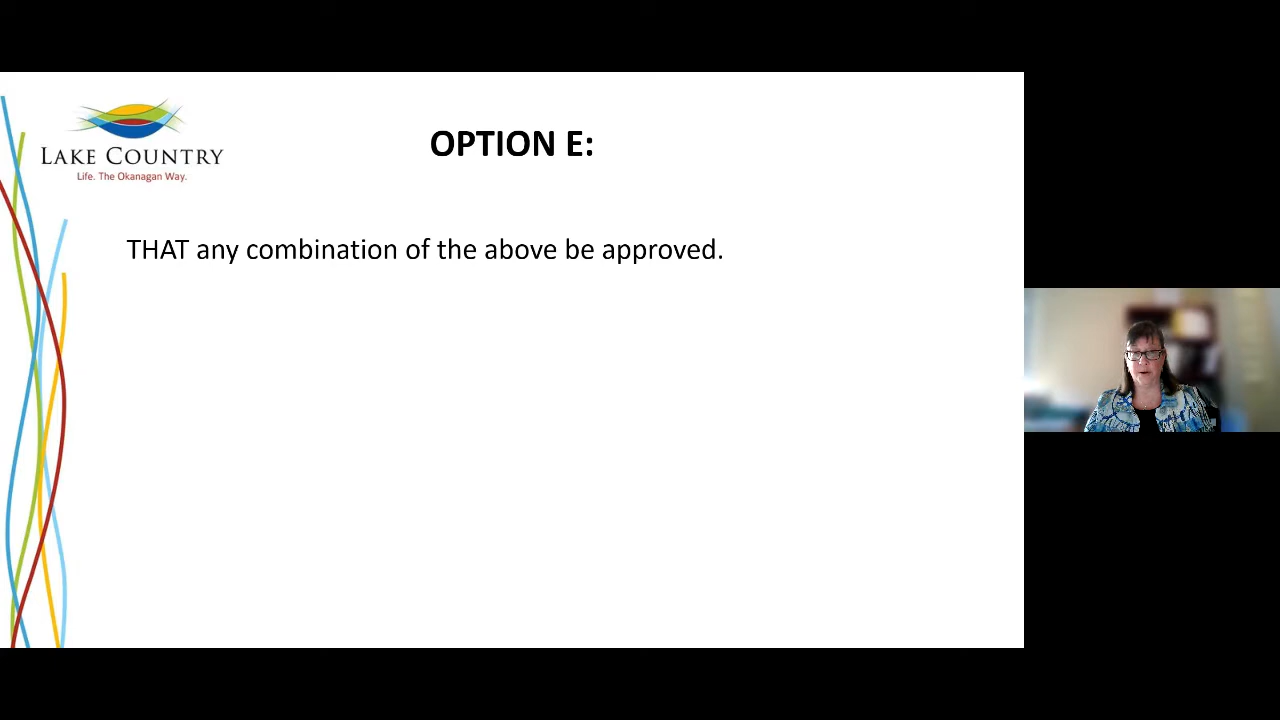 LAKE COUNTRY
Life. The Okanagan Way.
OPTION E:
THAT any combination of the above be approved.